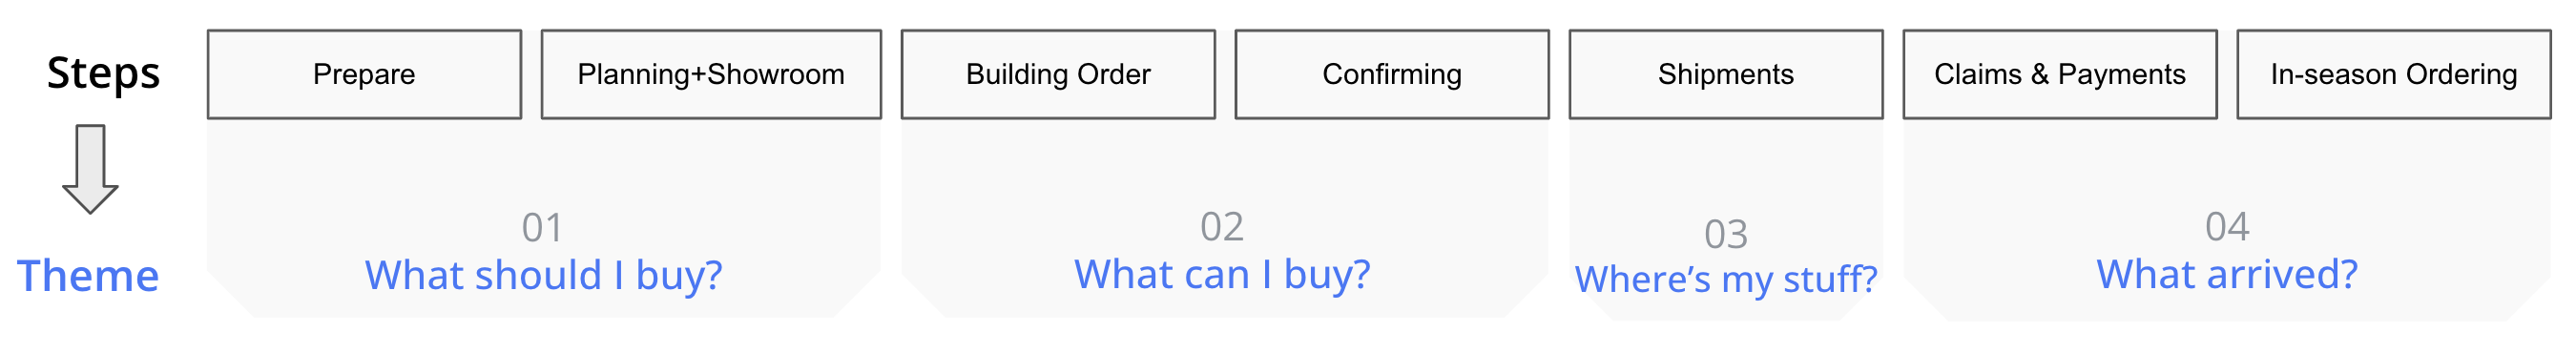 Steps
Prepare
Planning+Showroom
Building Order
Confirming
Shipments
Claims & Payments
In-season Ordering
Theme
01
What should I buy?
02
What can I buy?
03
Where’s my stuff?
04
What arrived?